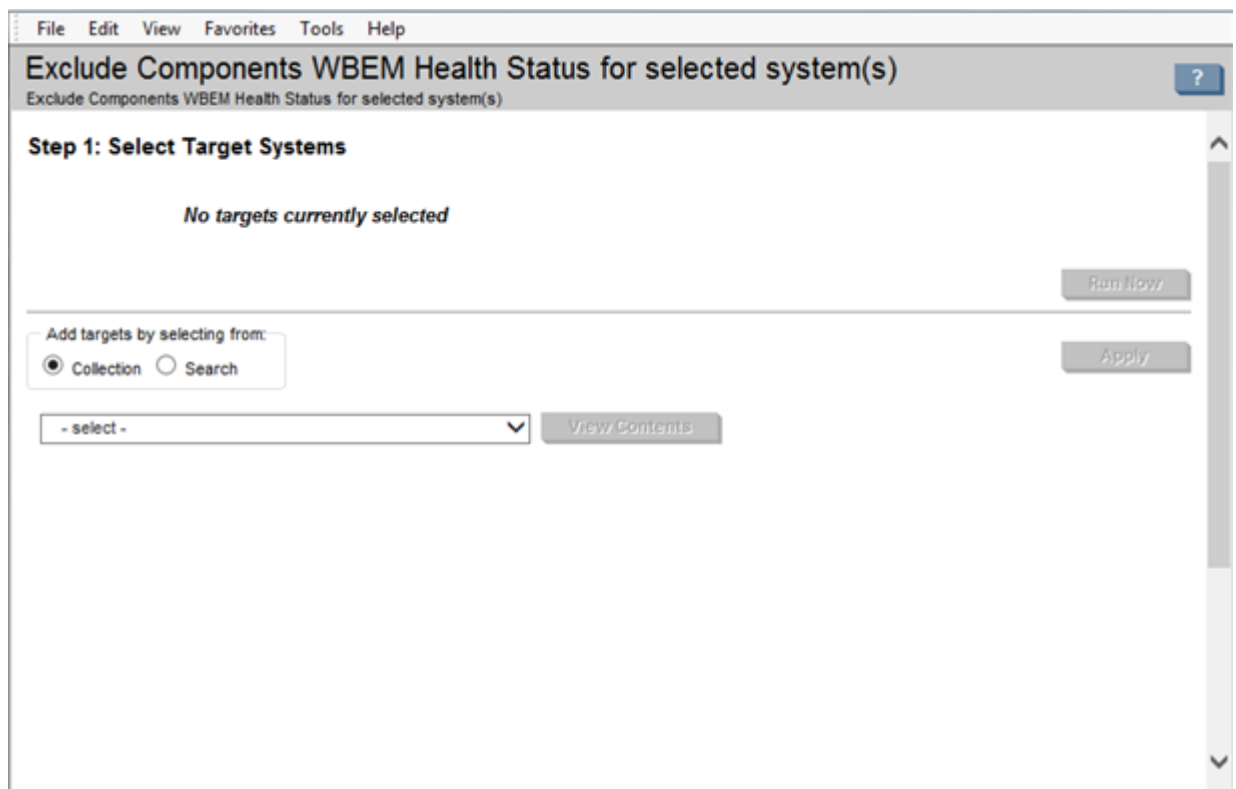 File Edit View Favorites Tools Help
Exclude Components WBEM Health Status for selected system(s)
?
Exclude Components WBEM Health Status for selected system(s)
Step 1: Select Target Systems
No targets currently selected
Run Now
Add targets by selecting from:
Collection Search
Apply
- select -
View Contents